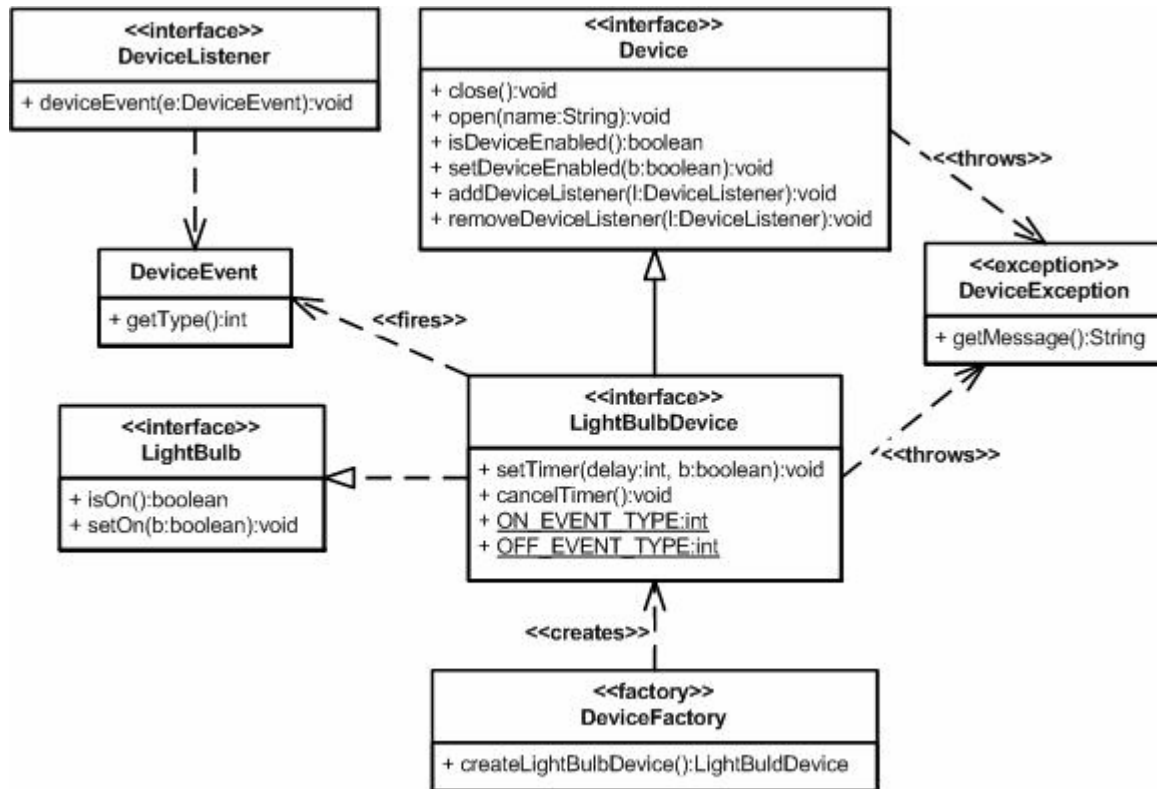 <<interface>>
DeviceListener
+ deviceEvent(e:DeviceEvent):void
<<interface>>
Device
+ close():void
+ open(name:String):void
+ isDeviceEnabled():boolean
+ setDeviceEnabled(b:boolean):void
+ addDeviceListener(l:DeviceListener):void
+ removeDeviceListener(l:DeviceListener):void
<<throws>>
DeviceEvent
+ getType():int
<<fires>>
<<exception>>
DeviceException
+ getMessage():String
<<interface>>
LightBulb
+ isOn():boolean
+ setOn(b:boolean):void
<<interface>>
LightBulbDevice
+ setTimer(delay:int, b:boolean):void
+ cancelTimer():void
+ ON_EVENT_TYPE:int
+ OFF_EVENT_TYPE:int
<<throws>>
<<creates>>
<<factory>>
DeviceFactory
+ createLightBulbDevice():LightBuldDevice